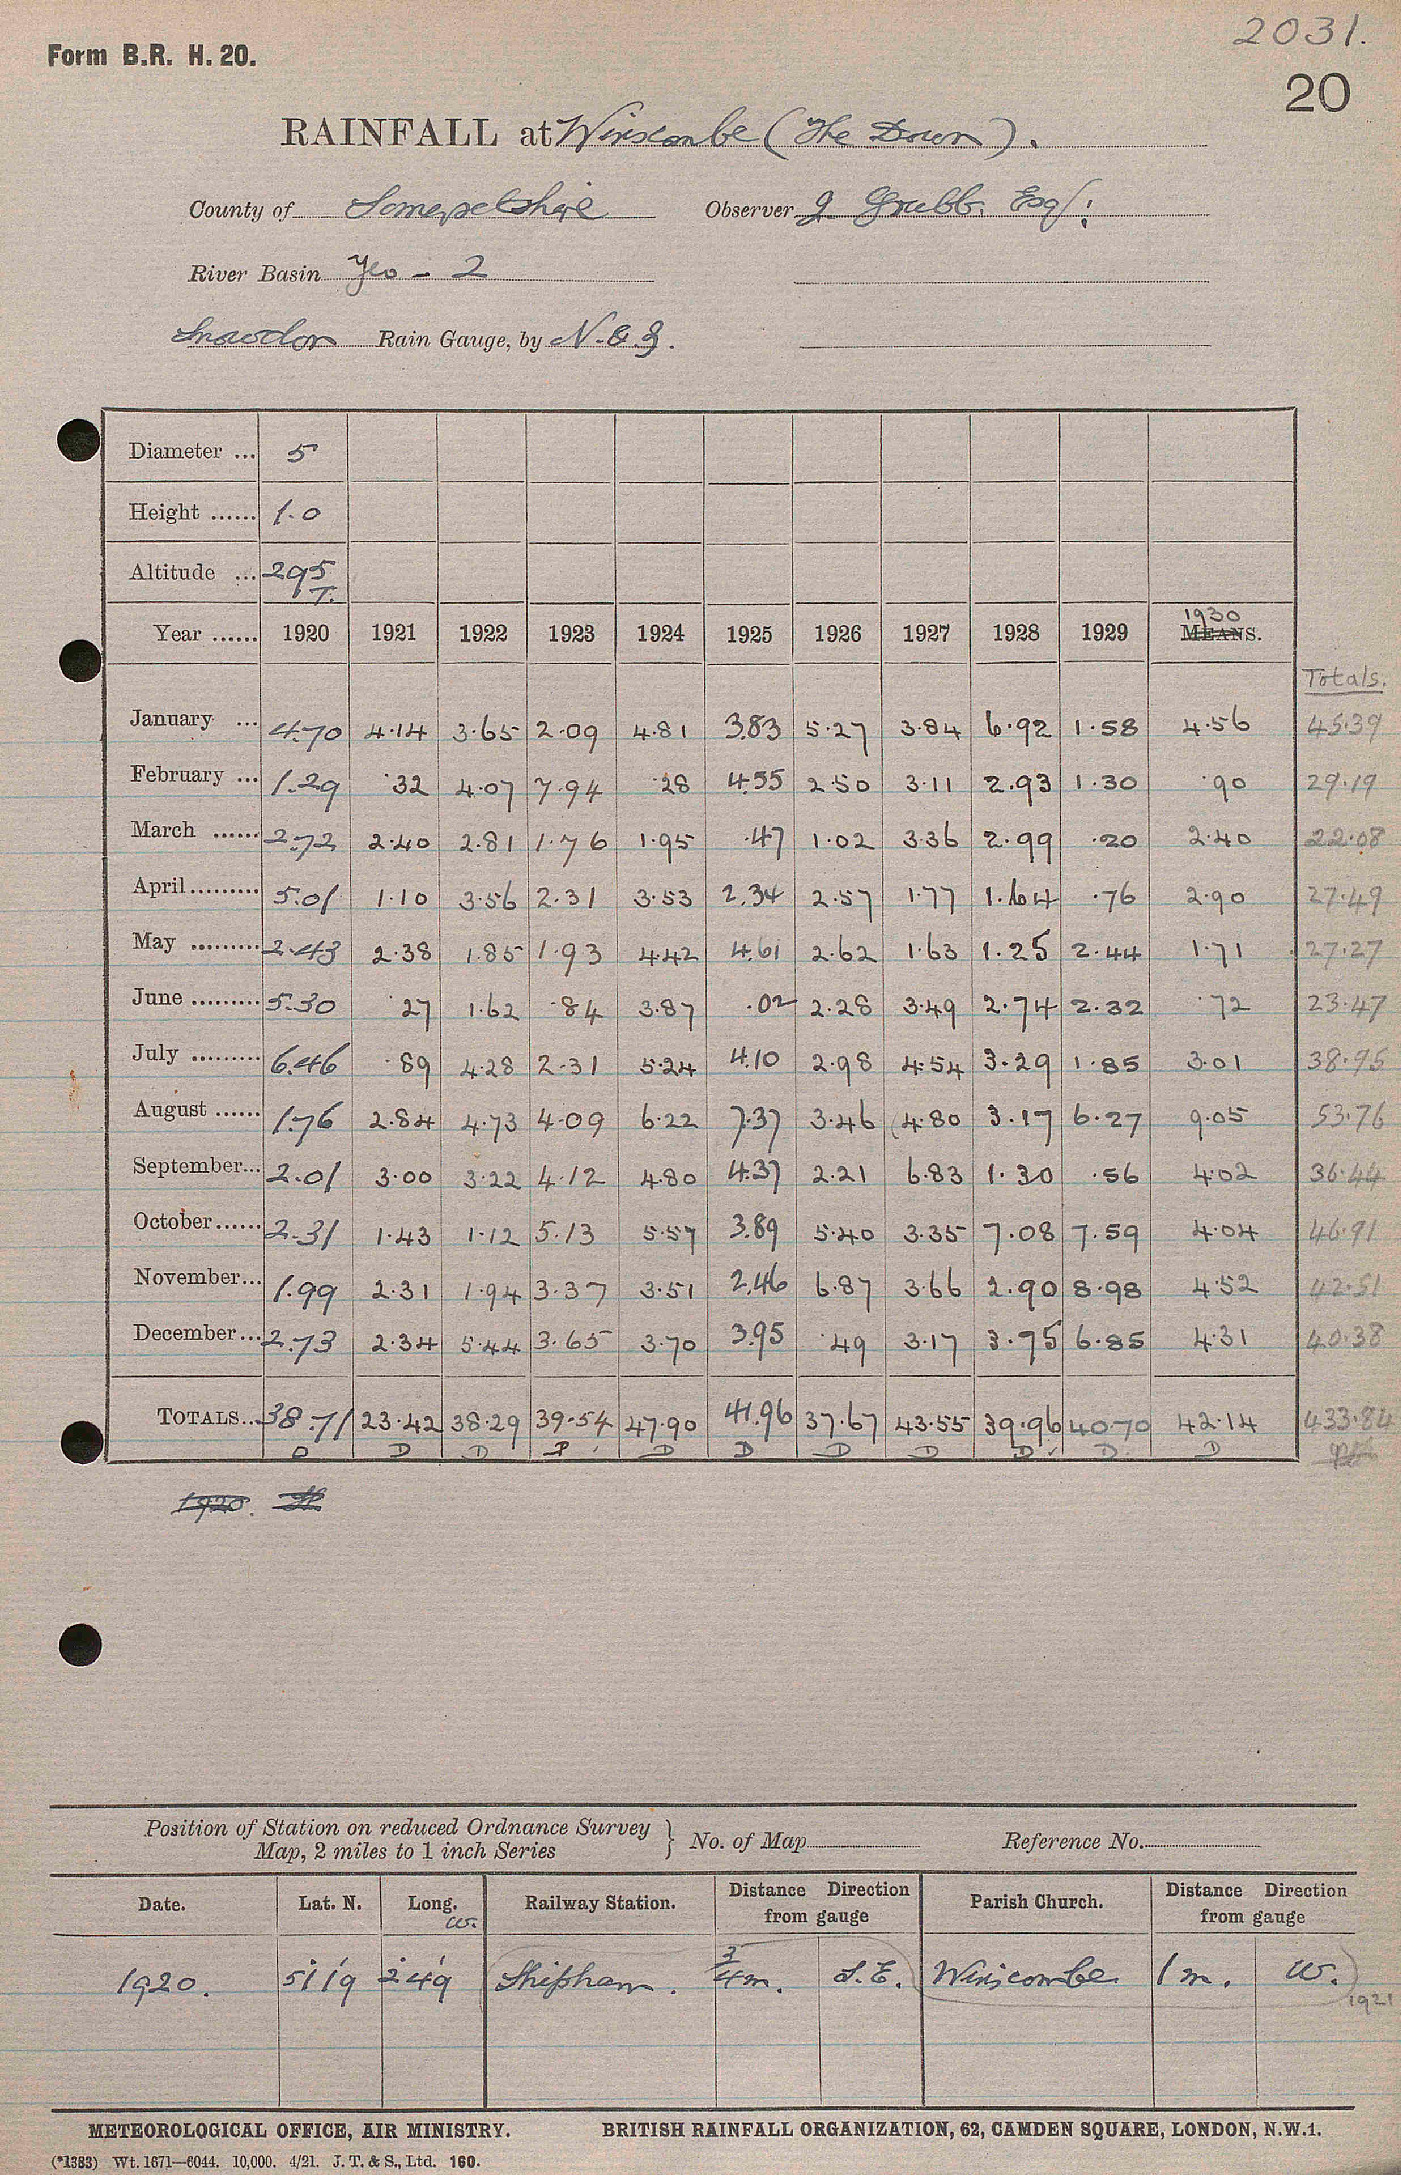 2031.
Form B.R. H. 20.
20
RAINFALL at Winscombe (The Down).
County of Somersetshire Observer J Grubb. Esq:
River Basin Yeo - 2
Snowdon Rain Gauge, by N. & Z.
Diameter ... 5
Height ...... 1.0
Altitude ... 295 T.
1930
Year ...... 1920 1921 1922 1923 1924 1925 1926 1927 1928 1929 MEANS.
Totals.
January ... 4.70 4.14 3.65 2.09 4.81 3.83 5.27 3.84 6.92 1.58 4.56 45.39
February ... 1.29 .32 4.07 7.94 .28 4.55 2.50 3.11 2.93 1.30 .90 29.19
March ...... 2.72 2.40 2.81 1.76 1.95 .47 1.02 3.36 2.99 .20 2.40 22.08
April......... 5.01 1.10 3.56 2.31 3.53 2.34 2.57 1.77 1.64 .76 2.90 27.49
May ......... 2.43 2.38 1.85 1.93 4.42 4.61 2.62 1.63 1.25 2.44 1.71 27.27
June ......... 5.30 .27 1.62 .84 3.87 .02 2.28 3.49 2.74 2.32 .72 23.47
July ......... 6.46 .89 4.28 2.31 5.24 4.10 2.98 4.54 3.29 1.85 3.01 38.95
August ...... 1.76 2.84 4.73 4.09 6.22 7.37 3.46 4.80 3.17 6.27 9.05 53.76
September... 2.01 3.00 3.22 4.12 4.80 4.37 2.21 6.83 1.30 .56 4.02 36.44
October...... 2.31 1.43 1.12 5.13 5.57 3.89 5.40 3.35 7.08 7.59 4.04 46.91
November... 1.99 2.31 1.94 3.37 3.51 2.46 6.87 3.66 2.90 8.98 4.52 42.51
December... 2.73 2.34 5.44 3.65 3.70 3.95 .49 3.17 3.75 6.85 4.31 40.38
TOTALS... 38.71 23.42 38.29 39.54 47.90 41.96 37.67 43.55 39.96 40.70 42.14 433.84
D D D D D D D D D D D
1920.
Position of Station on reduced Ordnance Survey
Map, 2 miles to 1 inch Series } No. of Map Reference No.
Date. Lat. N. Long. W. Railway Station. Distance Direction from gauge Parish Church. Distance Direction from gauge
1920. 51 19 2 49 Shipham. 3/4 m. S.E. Winscombe 1 m. W.
1921
METEOROLOGICAL OFFICE, AIR MINISTRY. BRITISH RAINFALL ORGANIZATION, 62, CAMDEN SQUARE, LONDON, N.W.1.
(*1383) Wt. 1671—6044. 10,000. 4/21. J. T. & S., Ltd. 160.